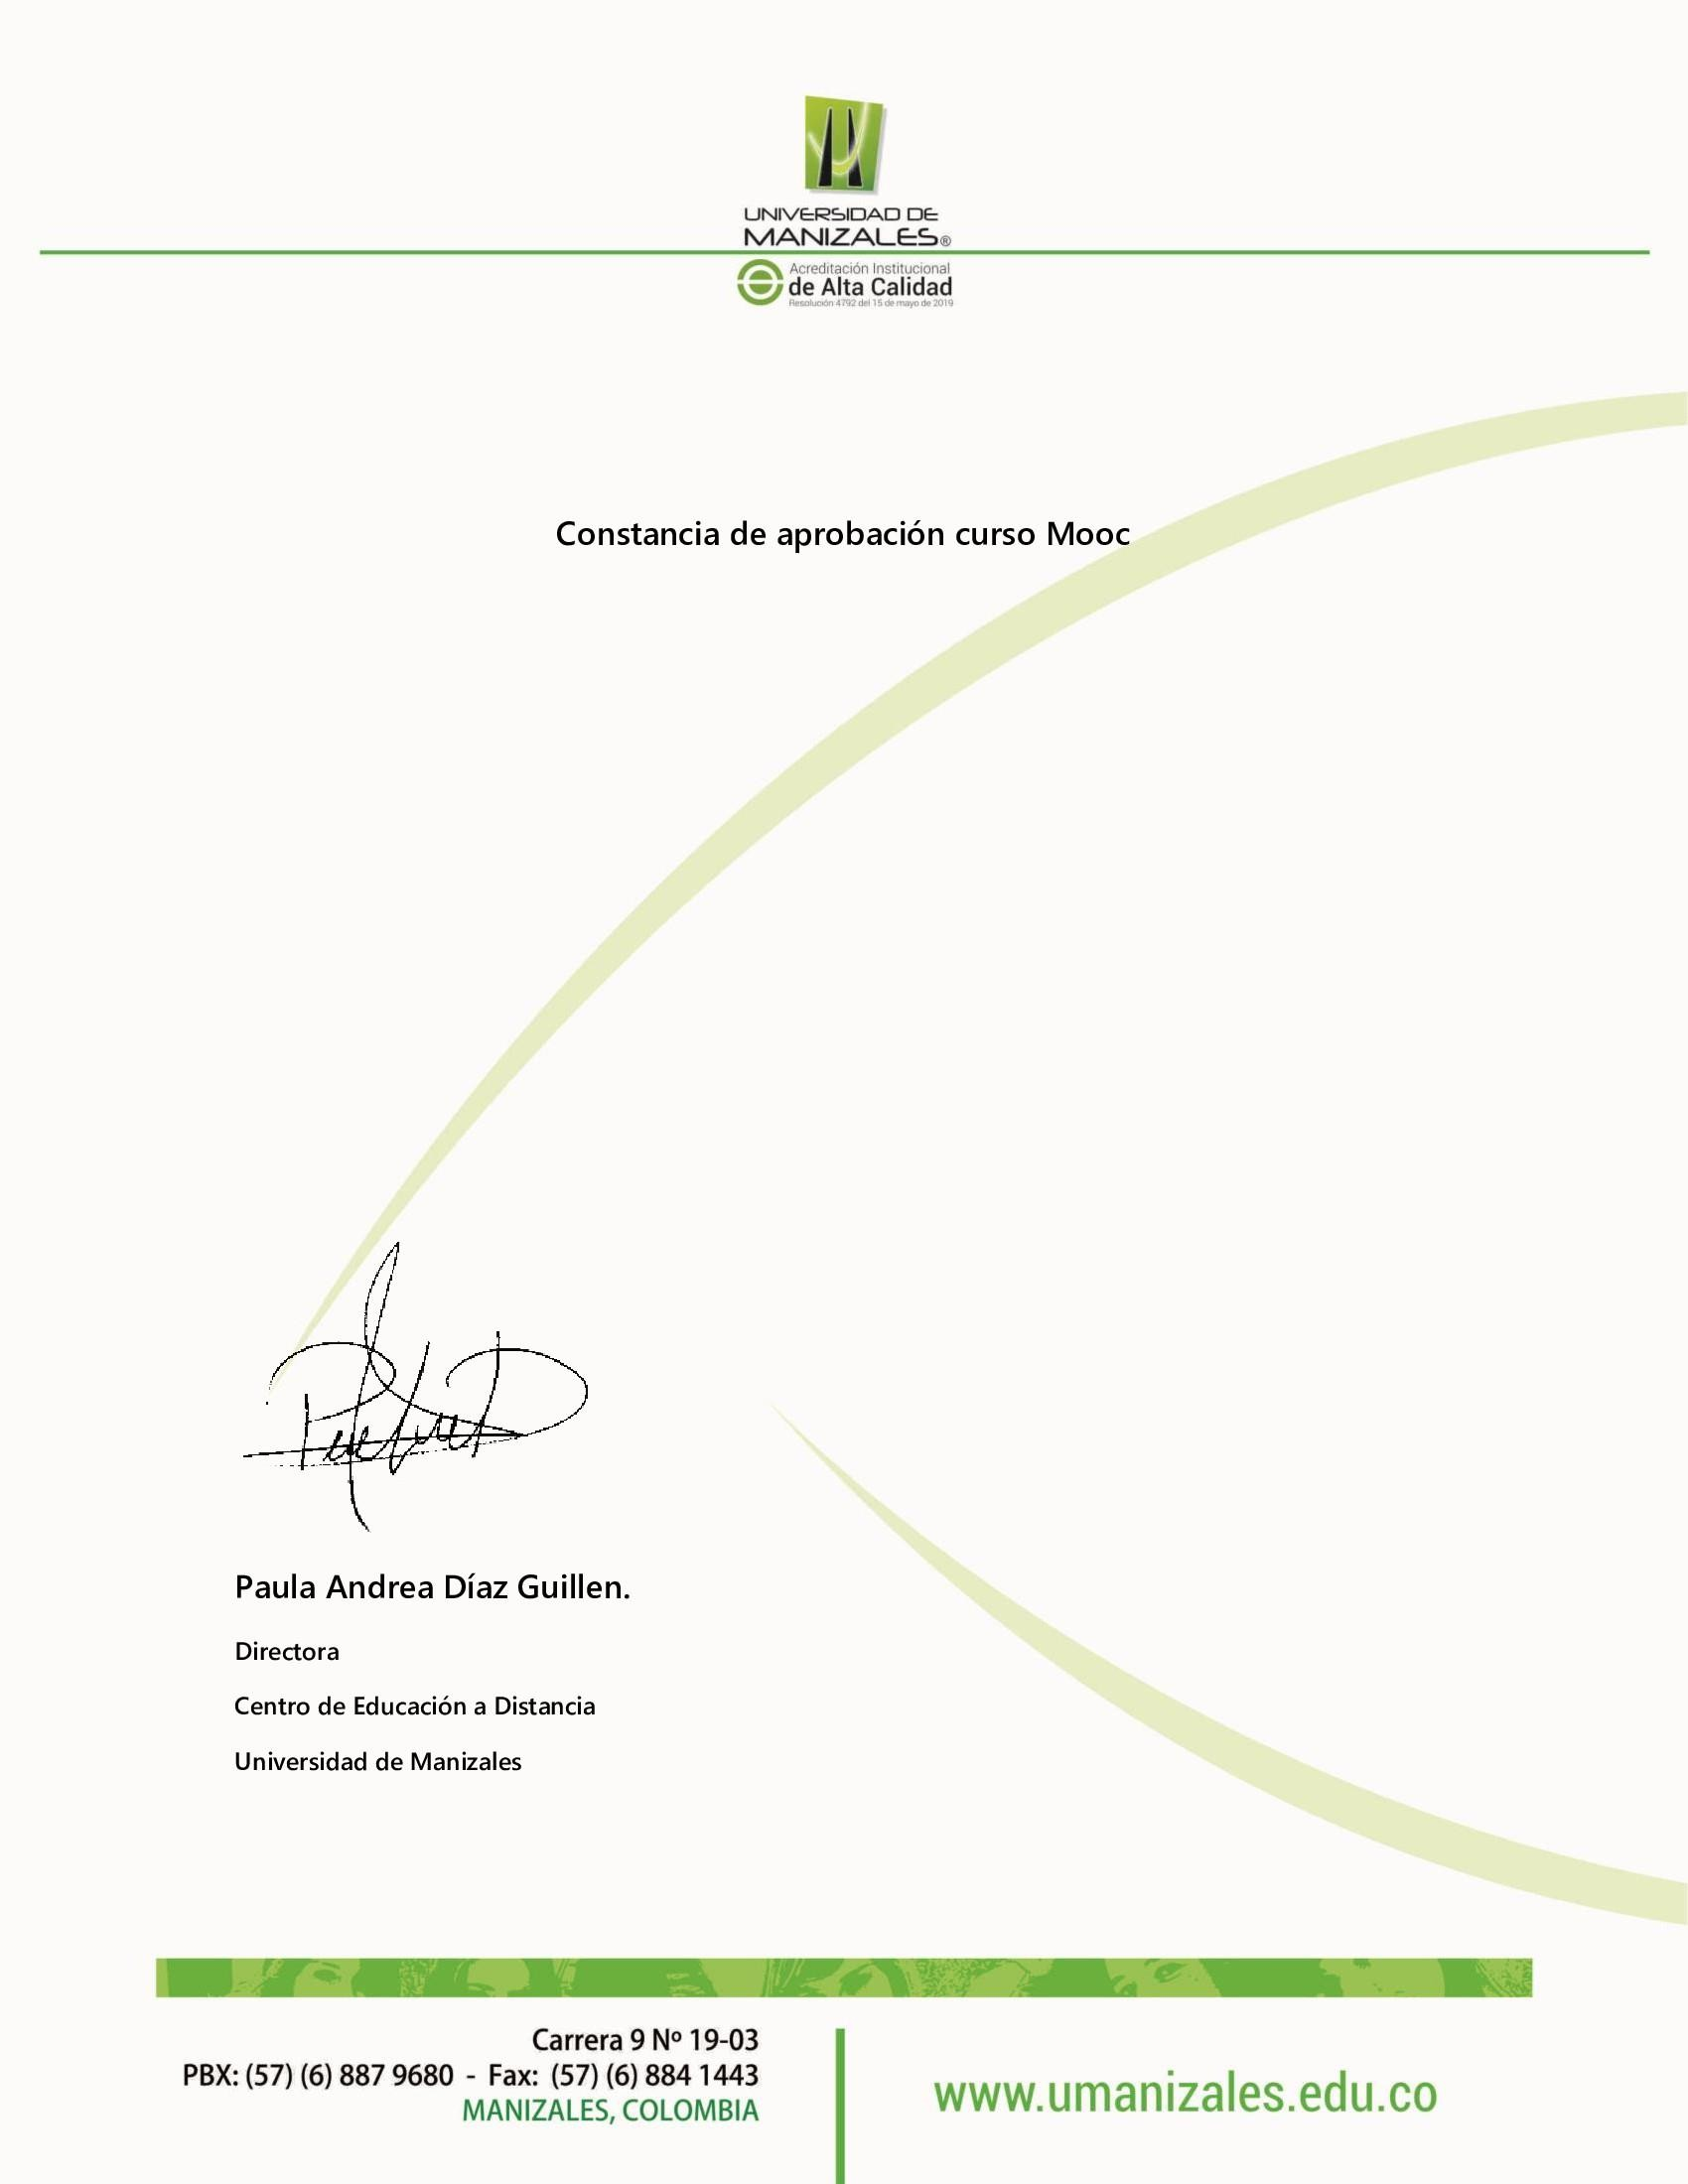 UNIVERSIDAD DE
MANIZALES®
Acreditación Institucional
de Alta Calidad
Resolución 4792 del 15 de mayo de 2019
Constancia de aprobación curso Mooc
Paula Andrea Díaz Guillen.
Directora
Centro de Educación a Distancia
Universidad de Manizales
Carrera 9 Nº 19-03
PBX: (57) (6) 887 9680 - Fax: (57) (6) 884 1443
MANIZALES, COLOMBIA
www.umanizales.edu.co